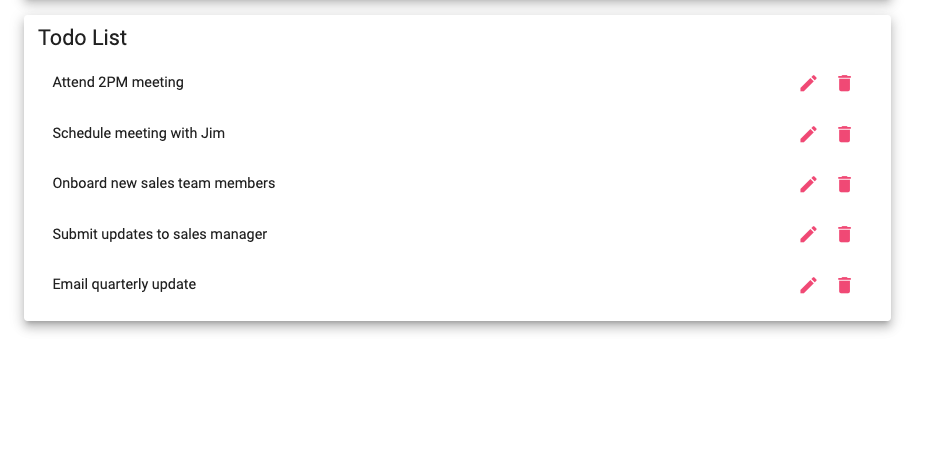 Todo List
Attend 2PM meeting
Schedule meeting with Jim
Onboard new sales team members
Submit updates to sales manager
Email quarterly update